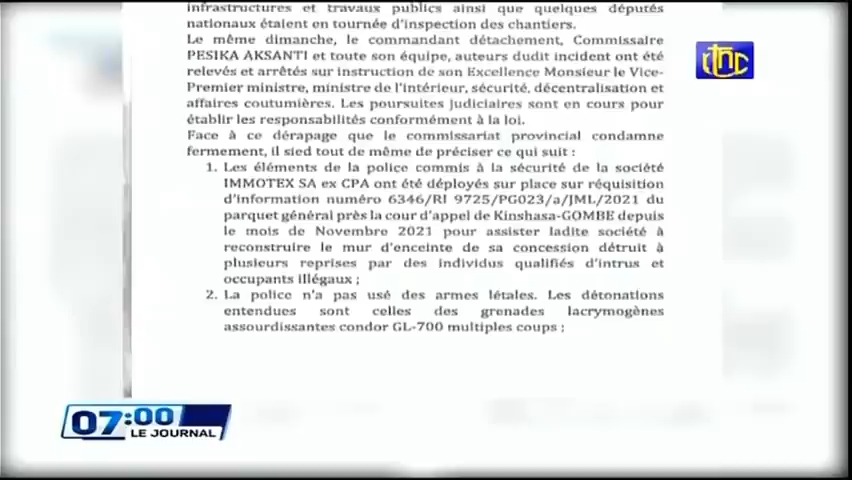 infrastructures et travaux publics ainsi que quelques députés
nationaux étaient en tournée d'inspection des chantiers.
Le même dimanche, le commandant détachement, Commissaire
PESIKA AKSANTI et toute son équipe, auteurs dudit incident ont été
relevés et arrêtés sur instruction de son Excellence Monsieur le Vice-
Premier ministre, ministre de l'intérieur, sécurité, décentralisation et
affaires coutumières. Les poursuites judiciaires sont en cours pour
établir les responsabilités conformément à la loi.
Face à ce dérapage que le commissariat provincial condamne
fermement, il sied tout de même de préciser ce qui suit :
1. Les éléments de la police commis à la sécurité de la société
IMMOTEX SA ex CPA ont été déployés sur place sur réquisition
d'information numéro 6346/RI 9725/PG023/a/JML/2021 du
parquet général près la cour d'appel de Kinshasa-GOMBE depuis
le mois de Novembre 2021 pour assister ladite société à
reconstruire le mur d'enceinte de sa concession détruit à
plusieurs reprises par des individus qualifiés d'intrus et
occupants illégaux ;
2. La police n'a pas usé des armes létales. Les détonations
entendues sont celles des grenades lacrymogènes
assourdissantes condor GL-700 multiples coups ;
rtnc
07:00
LE JOURNAL